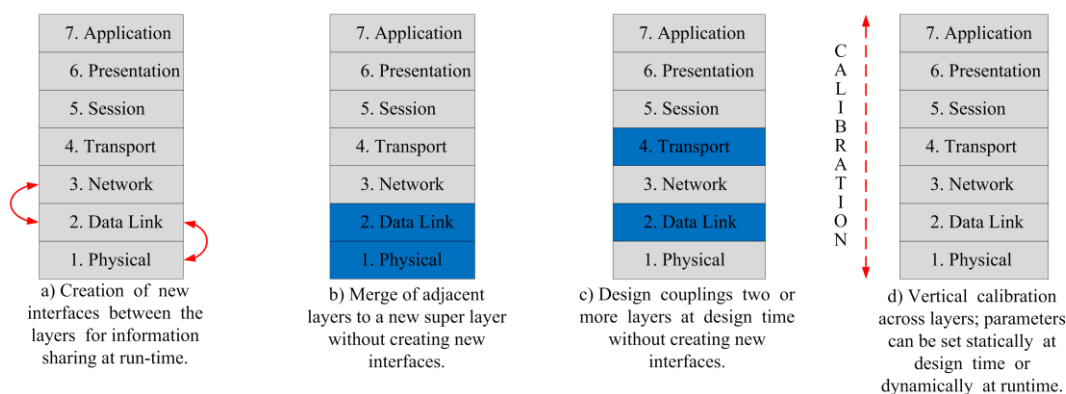 7. Application
6. Presentation
5. Session
4. Transport
3. Network
2. Data Link
1. Physical
a) Creation of new
interfaces between the
layers for information
sharing at run-time.
7. Application
6. Presentation
5. Session
4. Transport
3. Network
2. Data Link
1. Physical
b) Merge of adjacent
layers to a new super layer
without creating new
interfaces.
7. Application
6. Presentation
5. Session
4. Transport
3. Network
2. Data Link
1. Physical
c) Design couplings two or
more layers at design time
without creating new
interfaces.
CALIBRATION
7. Application
6. Presentation
5. Session
4. Transport
3. Network
2. Data Link
1. Physical
d) Vertical calibration
across layers; parameters
can be set statically at
design time or
dynamically at runtime.